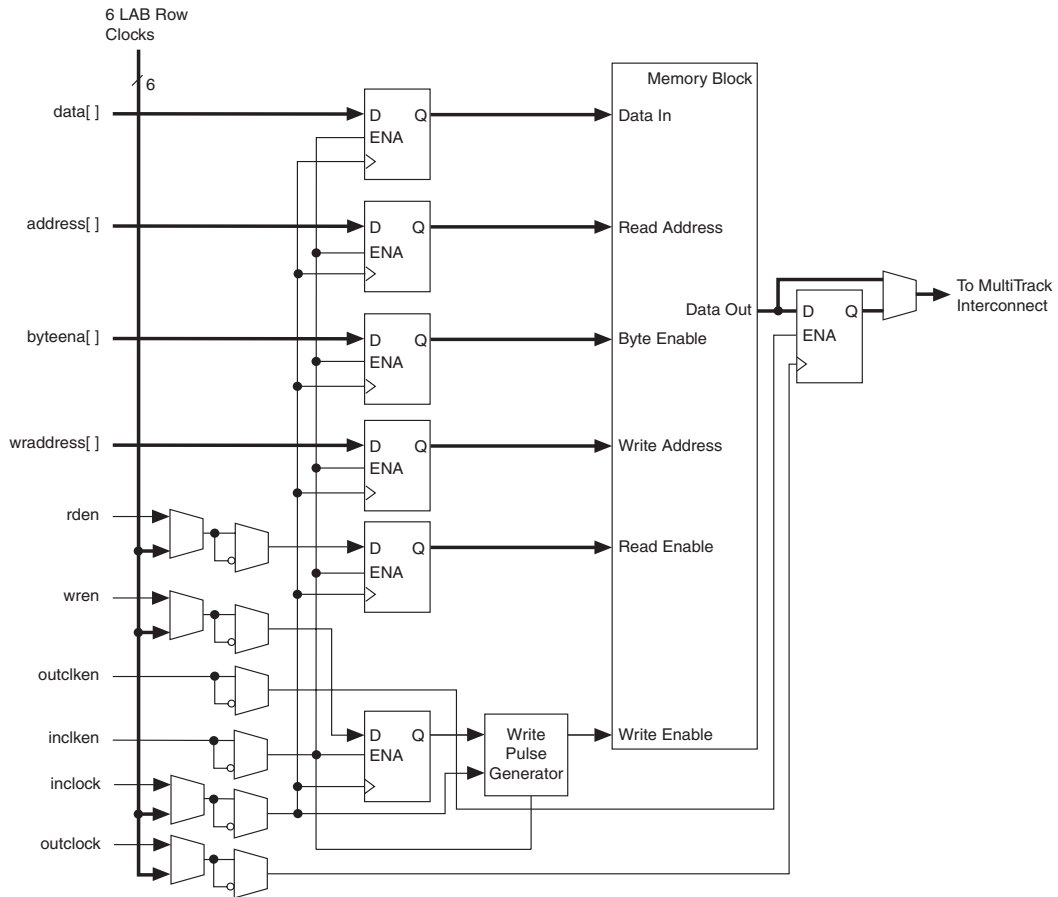 6 LAB Row
Clocks
6
Memory Block
data[ ]
D Q
ENA
Data In
address[ ]
D Q
ENA
Read Address
To MultiTrack
Interconnect
Data Out
D Q
ENA
byteena[ ]
D Q
ENA
Byte Enable
wraddress[ ]
D Q
ENA
Write Address
rden
D Q
ENA
Read Enable
wren
outclken
inclken
D Q
ENA
Write
Pulse
Generator
Write Enable
inclock
outclock